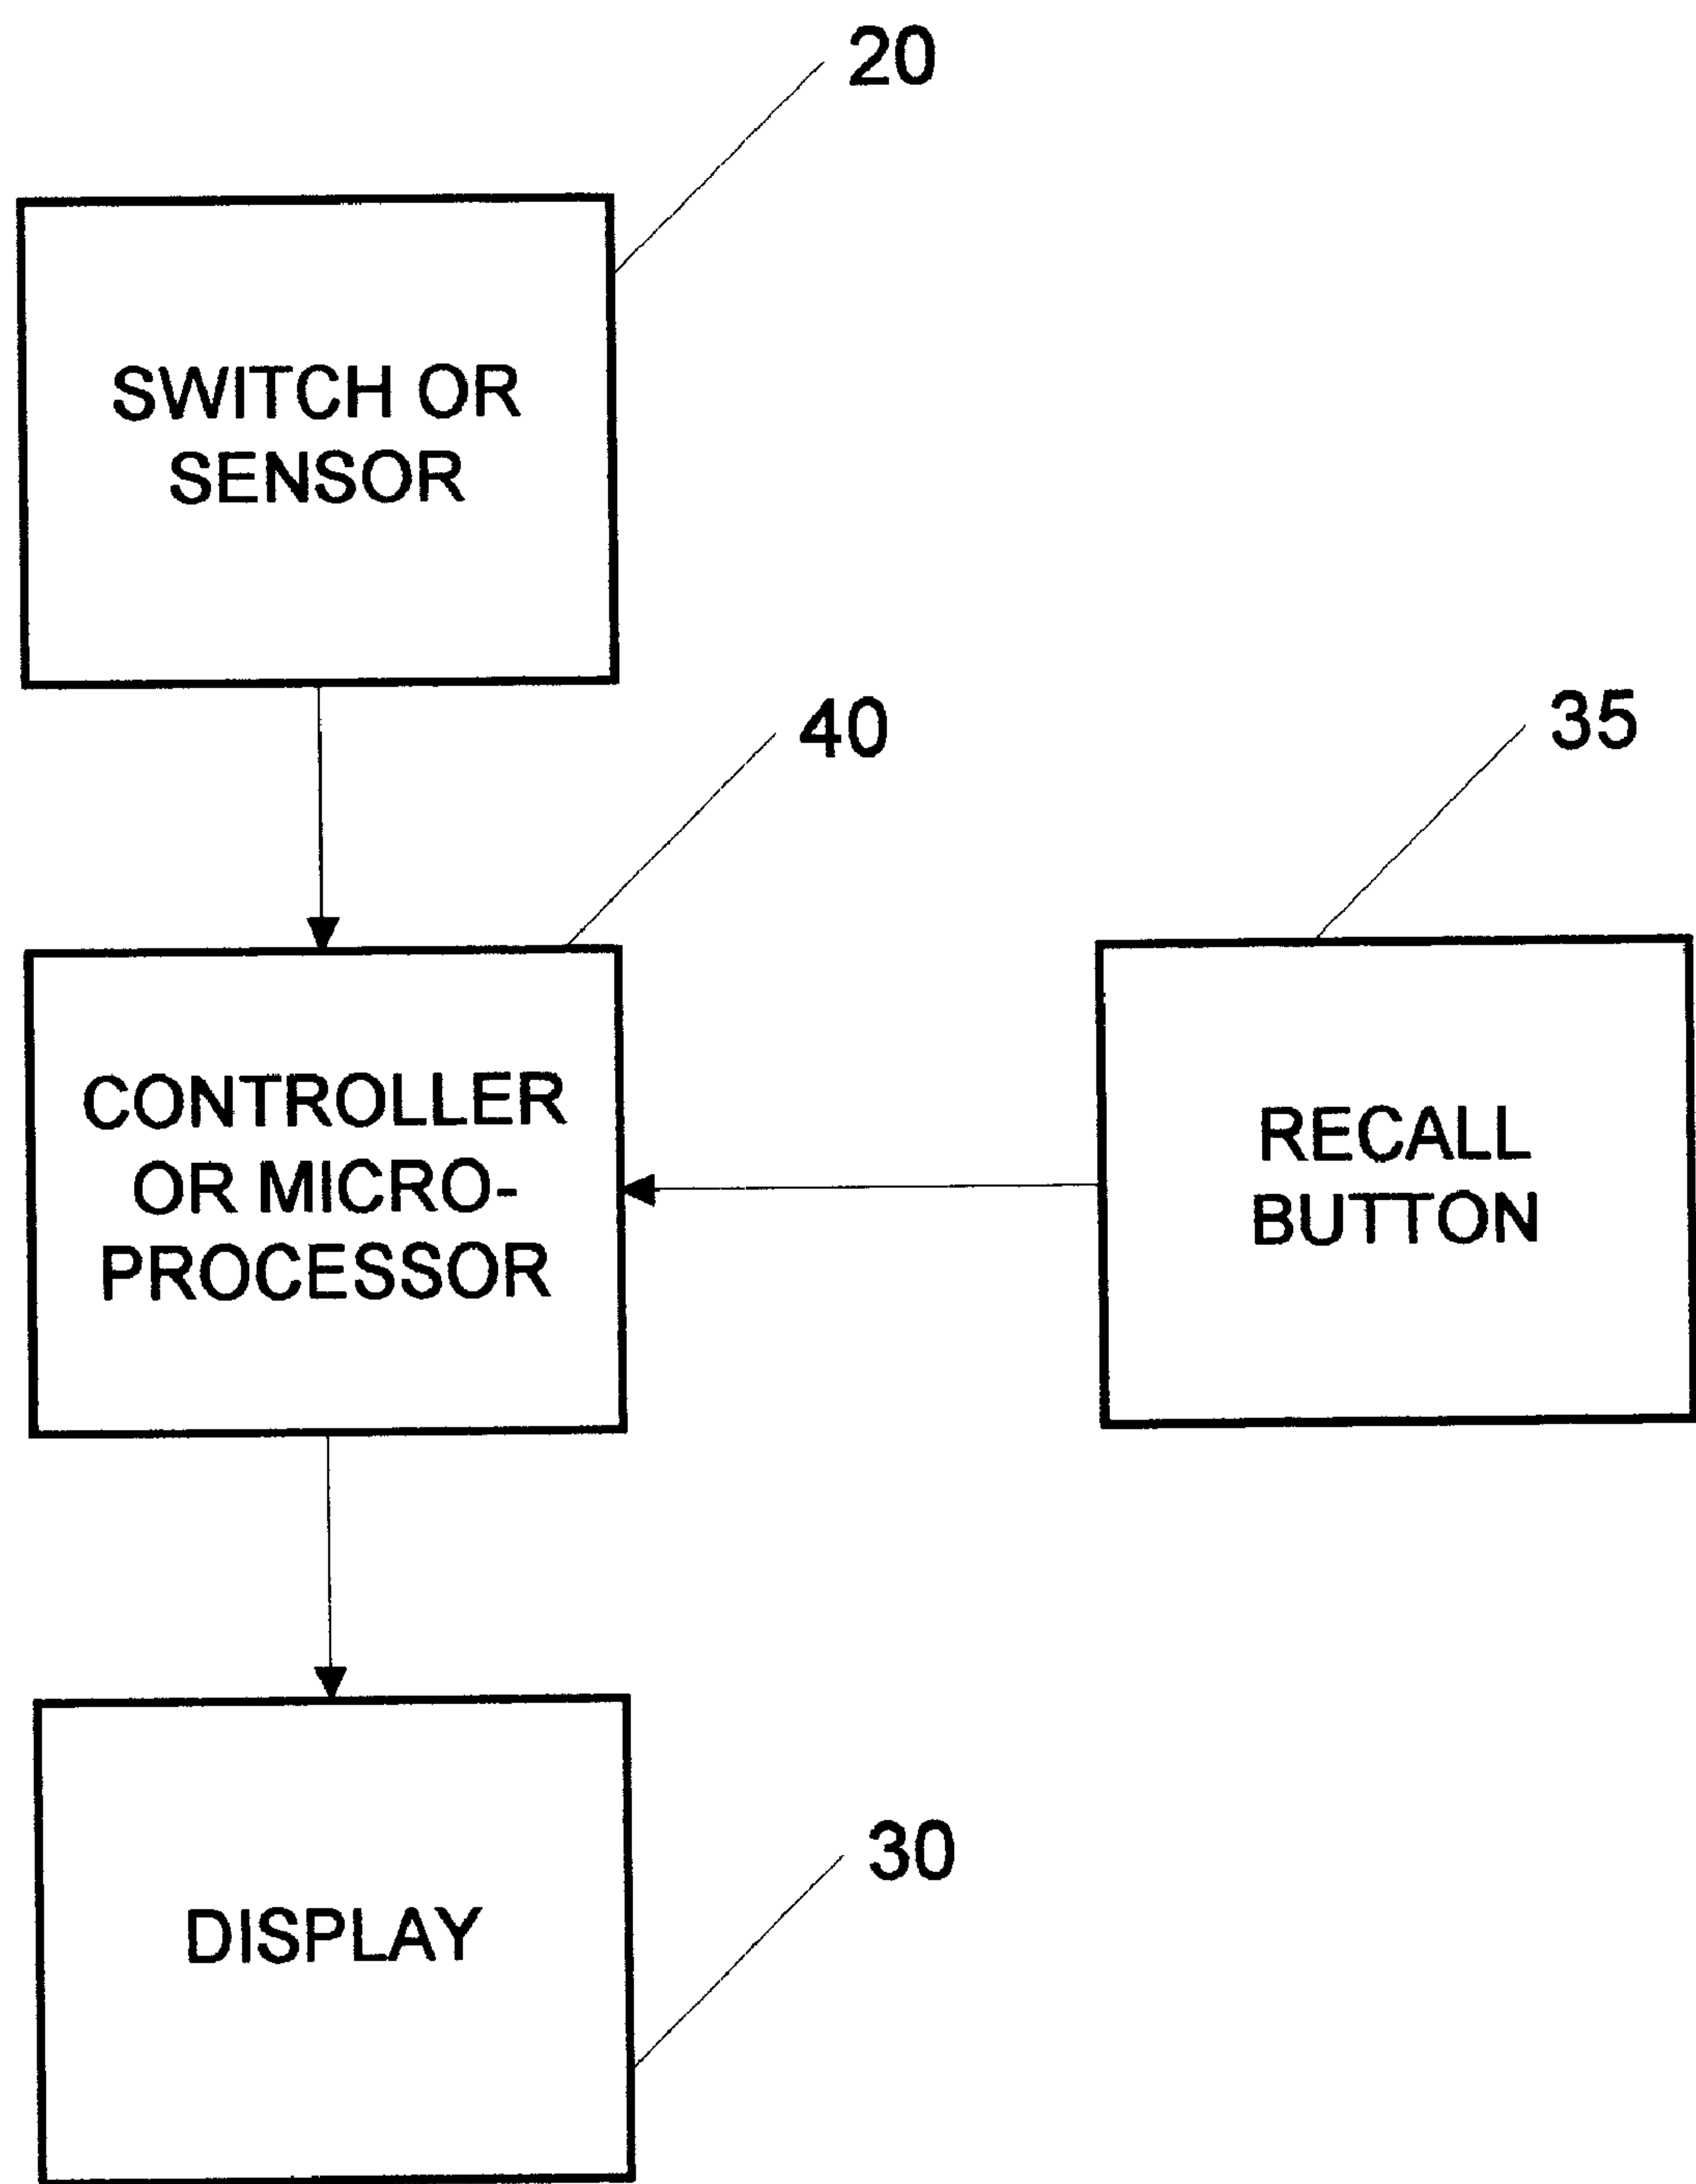 20
SWITCH OR
SENSOR
40
35
CONTROLLER
OR MICRO-
PROCESSOR
RECALL
BUTTON
30
DISPLAY